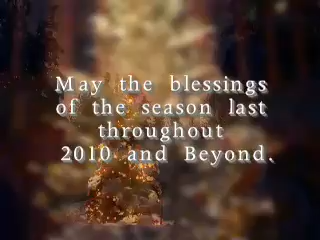 May the blessings
of the season last
throughout
2010 and Beyond.